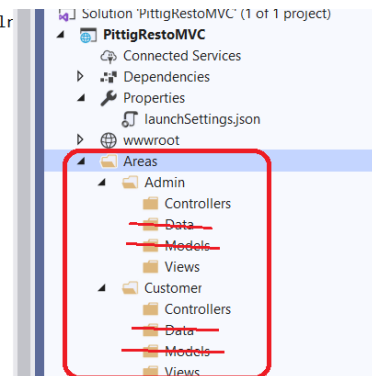 lr
Solution 'PittigRestoMVC' (1 of 1 project)
PittigRestoMVC
Connected Services
Dependencies
Properties
launchSettings.json
wwwroot
Areas
Admin
Controllers
Data
Models
Views
Customer
Controllers
Data
Models
Views